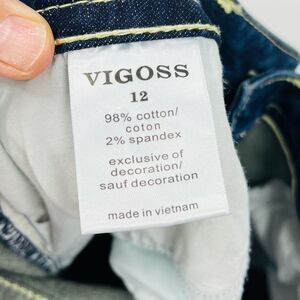 VIGOSS
12
98% cotton/
coton
2% spandex
exclusive of
decoration/
sauf decoration
made in vietnam